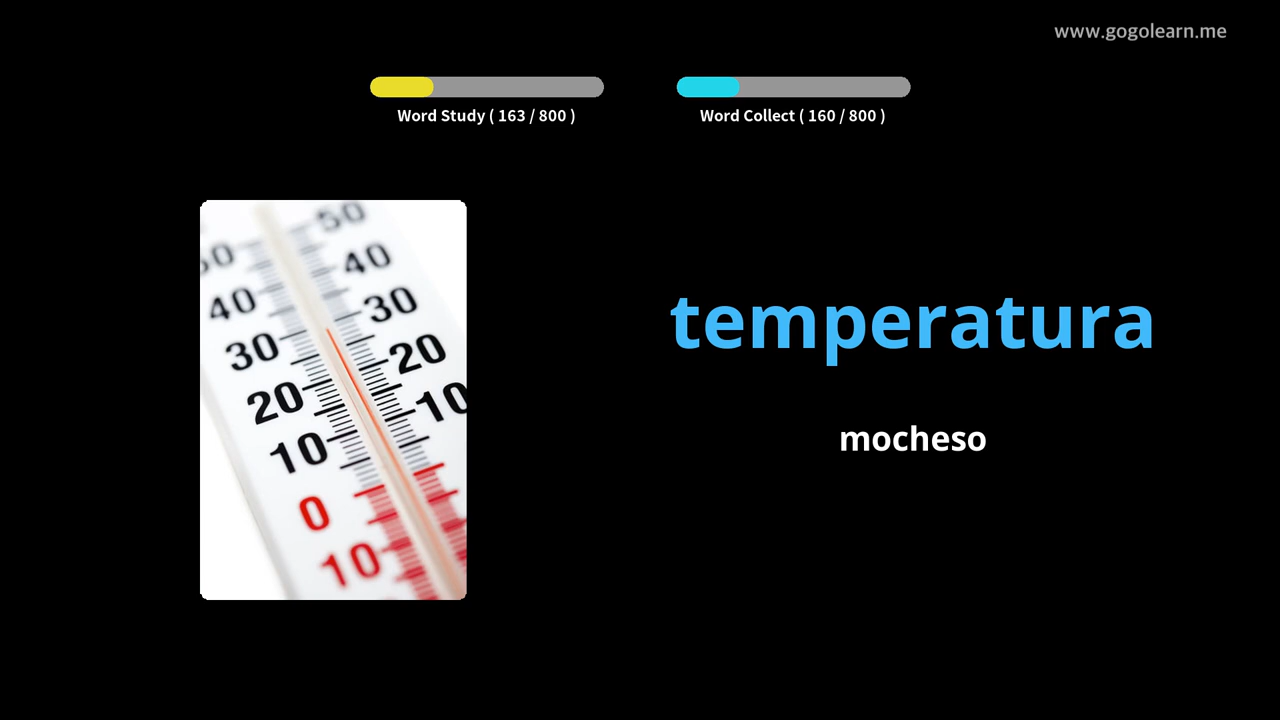 www.gogolearn.me
Word Study ( 163 / 800 )
Word Collect ( 160 / 800 )
50
50
40
40
30
30
20
20
10
10
0
10
temperatura
mocheso